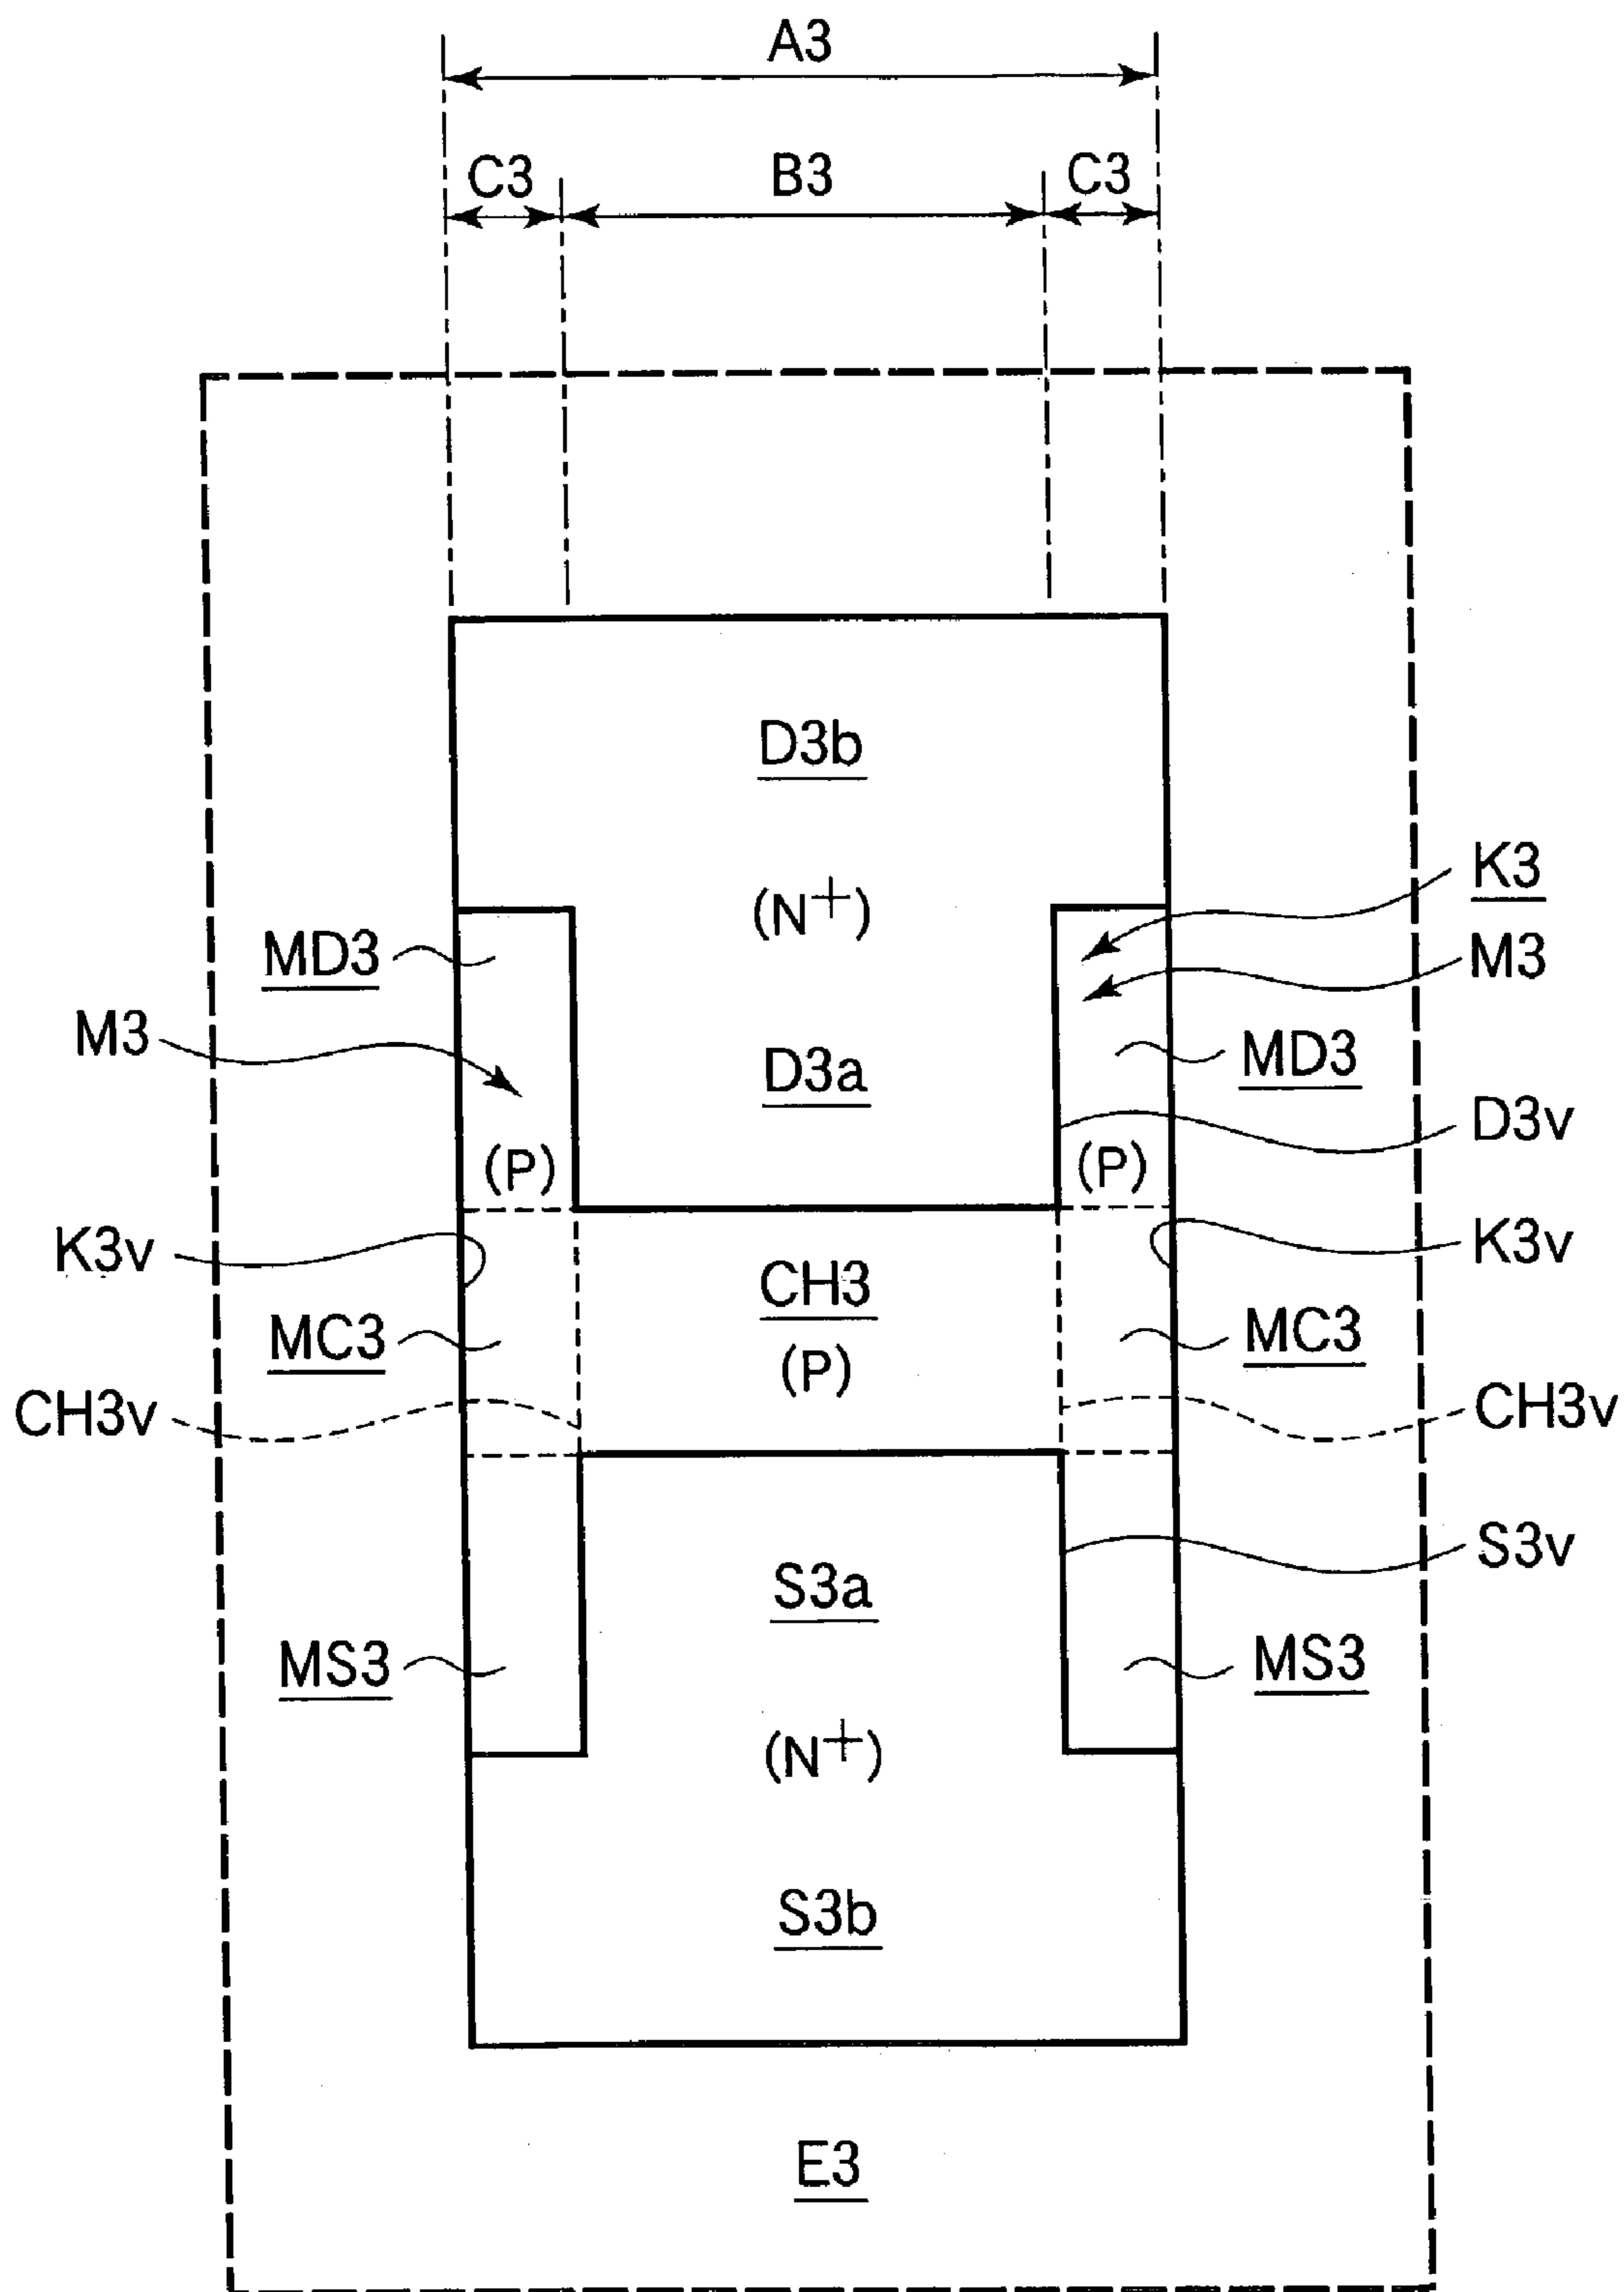 A3
C3 B3 C3
D3b
(N+)
K3
MD3
M3
M3
D3a
MD3
D3v
(P) (P)
K3v
K3v
CH3
MC3
MC3
(P)
CH3v
CH3v
S3v
S3a
MS3
MS3
(N+)
S3b
E3